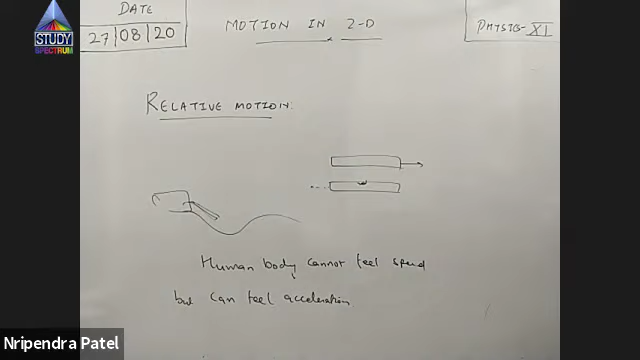 DATE
27/08/20
MOTION IN 2-D
PHYSICS-XI
STUDY
SPECTRUM
RELATIVE MOTION:
Human body cannot feel speed
but can feel acceleration
Nripendra Patel